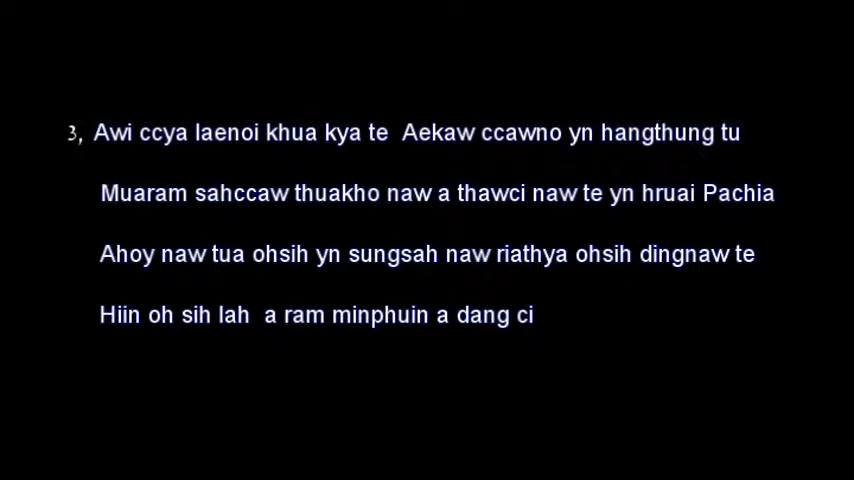 3, Awi ccya laenoi khua kya te Aekaw ccawno yn hangthung tu
Muaram sahccaw thuakho naw a thawci naw te yn hruai Pachia
Ahoy naw tua ohsih yn sungsah naw riathya ohsih dingnaw te
Hiin oh sih lah a ram minphuin a dang ci